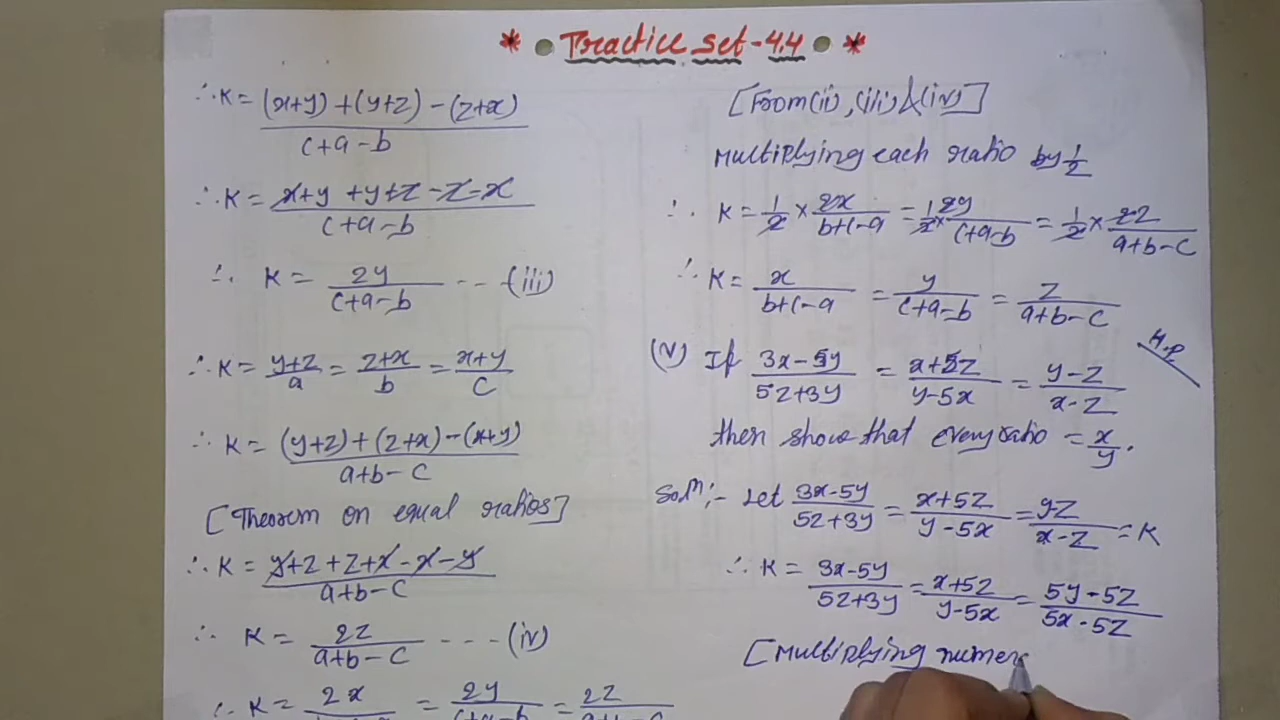 * • Practice set-4.4 • *
∴ K = (x+y) + (y+z) - (z+x) / c+a-b
∴ K = x+y +y+z -z-x / c+a-b
∴ K = 2y / c+a-b --- (iii)
∴ K = y+z / a = z+x / b = x+y / c
∴ K = (y+z) + (z+x) - (x+y) / a+b-c
[Theorem on equal ratios]
∴ K = y+z+z+x-x-y / a+b-c
∴ K = 2z / a+b-c ---- (iv)
∴ K = 2x / = 2y / c+a-b = 2z / a+b-c
[From (ii), (iii) & (iv)]
Multiplying each ratio by 1/2
∴ K = 1/2 × 2x / b+c-a = 1/2 × 2y / c+a-b = 1/2 × 2z / a+b-c
∴ K = x / b+c-a = y / c+a-b = z / a+b-c
H.P
(V) If 3x-5y / 5z+3y = x+5z / y-5x = y-z / x-z
then show that every ratio = x/y.
Soln:- Let 3x-5y / 5z+3y = x+5z / y-5x = y-z / x-z = K
∴ K = 3x-5y / 5z+3y = x+5z / y-5x = 5y-5z / 5x-5z
[Multiplying numer